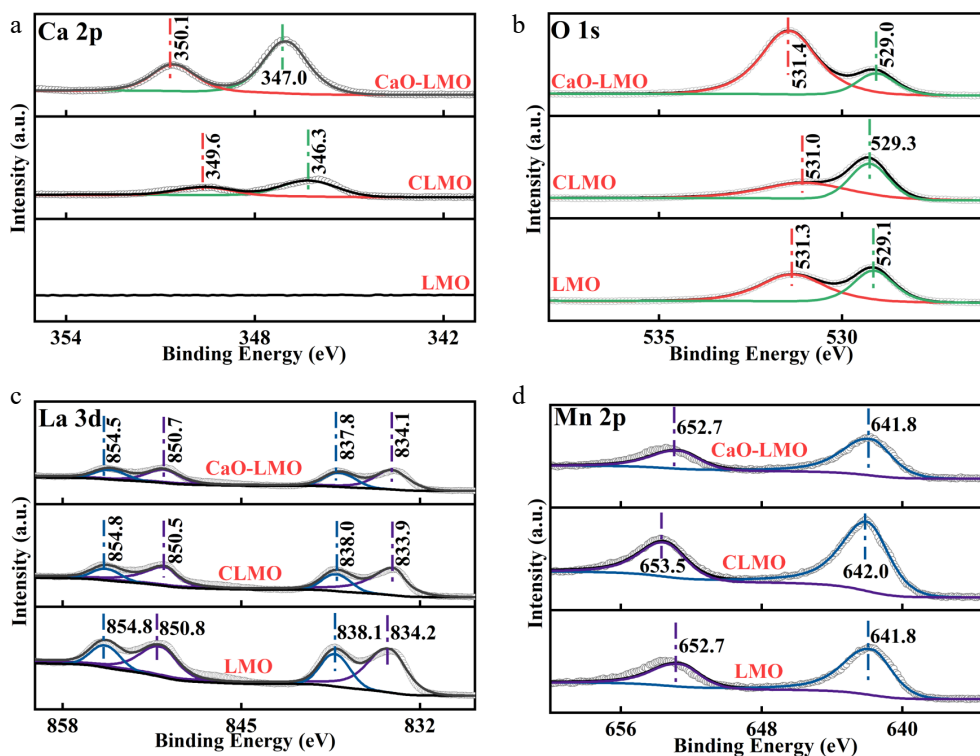 a
Ca 2p
350.1
347.0
CaO-LMO
349.6
346.3
CLMO
LMO
Intensity (a.u.)
354 348 342
Binding Energy (eV)
b
O 1s
531.4
529.0
CaO-LMO
531.0
529.3
CLMO
531.3
529.1
LMO
Intensity (a.u.)
535 530
Binding Energy (eV)
c
La 3d
854.5
850.7
837.8
834.1
CaO-LMO
854.8
850.5
838.0
833.9
CLMO
854.8 850.8 838.1 834.2
LMO
Intensity (a.u.)
858 845 832
Binding Energy (eV)
d
Mn 2p
652.7 641.8
CaO-LMO
CLMO
653.5 642.0
652.7 641.8
LMO
Intensity (a.u.)
656 648 640
Binding Energy (eV)